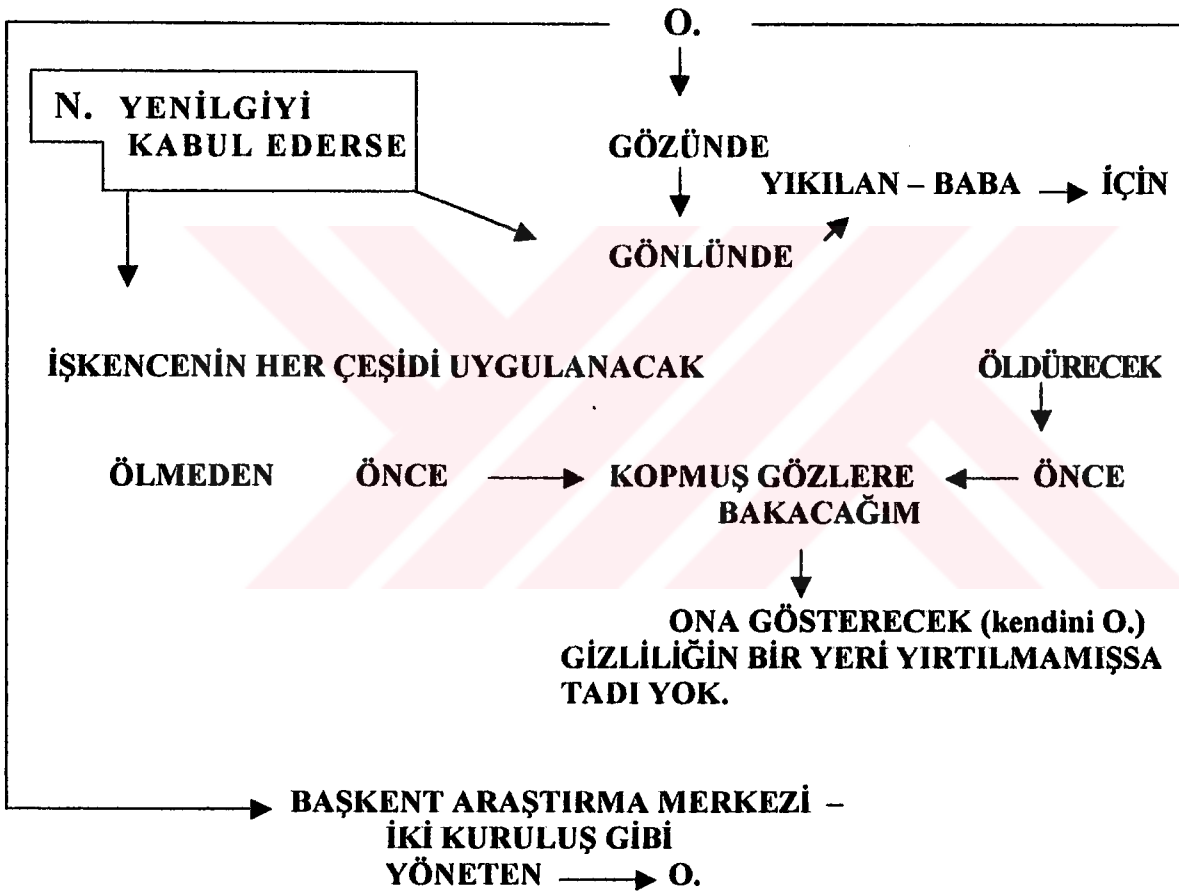 O.
N. YENİLGİYİ
KABUL EDERSE
GÖZÜNDE
YIKILAN – BABA → İÇİN
GÖNLÜNDE
İŞKENCENİN HER ÇEŞİDİ UYGULANACAK
ÖLDÜRECEK
ÖLMEDEN ÖNCE → KOPMUŞ GÖZLERE ← ÖNCE
BAKACAĞIM
ONA GÖSTERECEK (kendini O.)
GİZLİLİĞİN BİR YERİ YIRTILMAMIŞSA
TADI YOK.
BAŞKENT ARAŞTIRMA MERKEZİ –
İKİ KURULUŞ GİBİ
YÖNETEN → O.